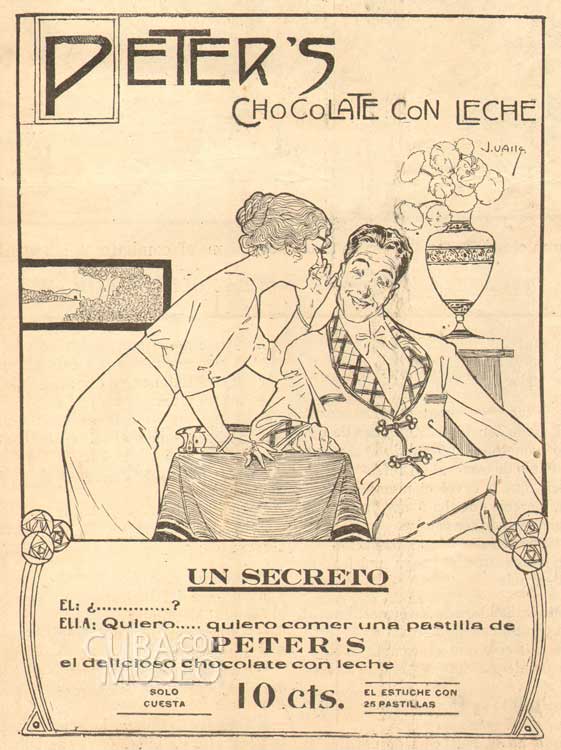 PETER'S
CHOCOLATE CON LECHE
J.VALLS
UN SECRETO
EL: ¿..............?
ELLA: Quiero..... quiero comer una pastilla de
PETER'S
el delicioso chocolate con leche
SOLO
CUESTA
10 cts.
EL ESTUCHE CON
25 PASTILLAS
CUBA.com
MUSEO